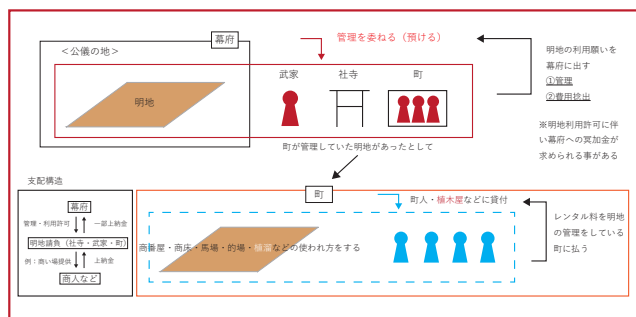 幕府
＜公儀の地＞
管理を委ねる（預ける）
明地の利用願いを
幕府に出す
①管理
②費用捻出
※明地利用許可に伴
い幕府への冥加金が
求められる事がある
武家
社寺
町
明地
町が管理していた明地があったとして
支配構造
幕府
管理・利用許可
一部上納金
明地請負（社寺・武家・町）
例：商い場提供
上納金
商人など
町
町人・植木屋などに貸付
商番屋・商床・馬場・的場・植溜などの使われ方をする
レンタル料を明地
の管理をしている
町に払う